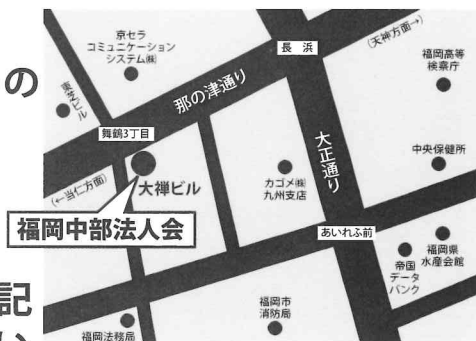 の
記
い
京セラ
コミュニケーション
システム㈱
長浜
(天神方面→)
福岡高等
検察庁
東芝ビル
那の津通り
舞鶴3丁目
大正通り
(←当仁方面)
大禅ビル
カゴメ㈱
九州支店
中央保健所
福岡中部法人会
あいれふ前
帝国
データ
バンク
福岡県
水産会館
福岡市
消防局
福岡法務局